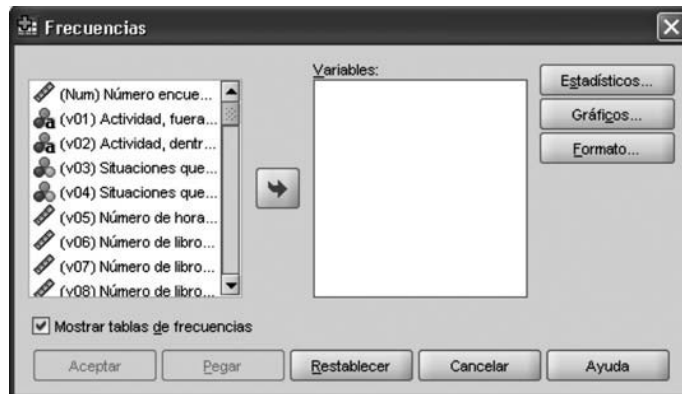 Frecuencias
(Num) Número encue...
(v01) Actividad, fuera...
(v02) Actividad, dentr...
(v03) Situaciones que...
(v04) Situaciones que...
(v05) Número de hora...
(v06) Número de libro...
(v07) Número de libro...
(v08) Número de libro...
Variables:
Estadísticos...
Gráficos...
Formato...
Mostrar tablas de frecuencias
Aceptar
Pegar
Restablecer
Cancelar
Ayuda